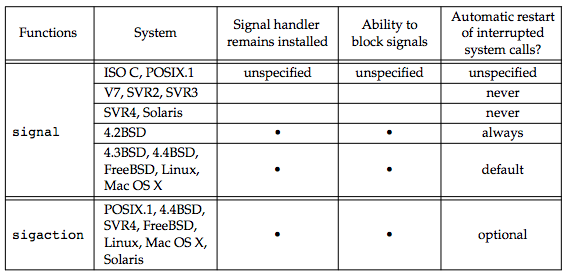 Functions System Signal handler remains installed Ability to block signals Automatic restart of interrupted system calls?
signal
ISO C, POSIX.1 unspecified unspecified unspecified
V7, SVR2, SVR3 never
SVR4, Solaris never
4.2BSD • • always
4.3BSD, 4.4BSD,
FreeBSD, Linux,
Mac OS X • • default
sigaction
POSIX.1, 4.4BSD,
SVR4, FreeBSD,
Linux, Mac OS X,
Solaris • • optional